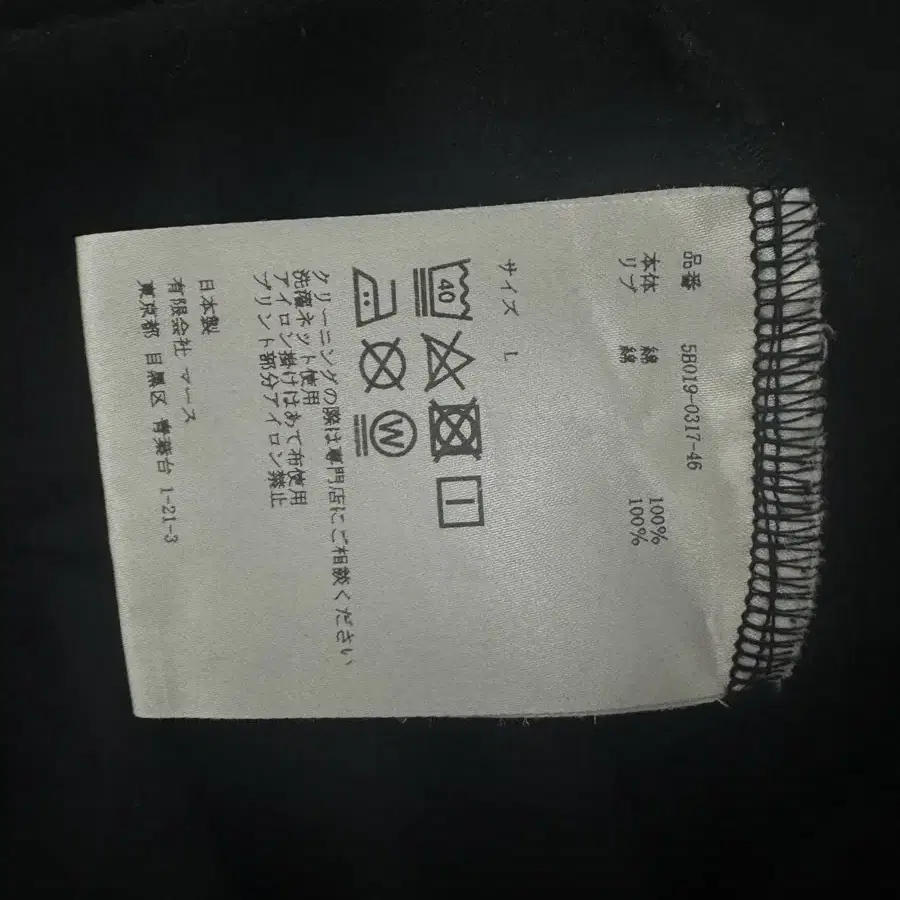 品番 5B019-0317-46
本体 綿 100%
リブ 綿 100%
サイズ L
40
W
クリーニングの際は専門店にご相談ください
洗濯ネット使用
アイロン掛けはあて布使用
プリント部分アイロン禁止
日本製
有限会社 マース
東京都 目黒区 青葉台 1-21-3